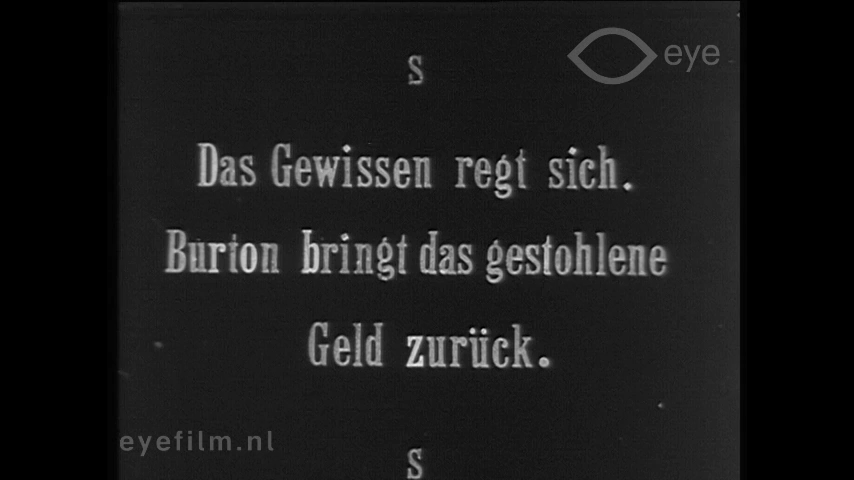 S
eye
Das Gewissen regt sich.
Burton bringt das gestohlene
Geld zurück.
eyefilm.nl
S